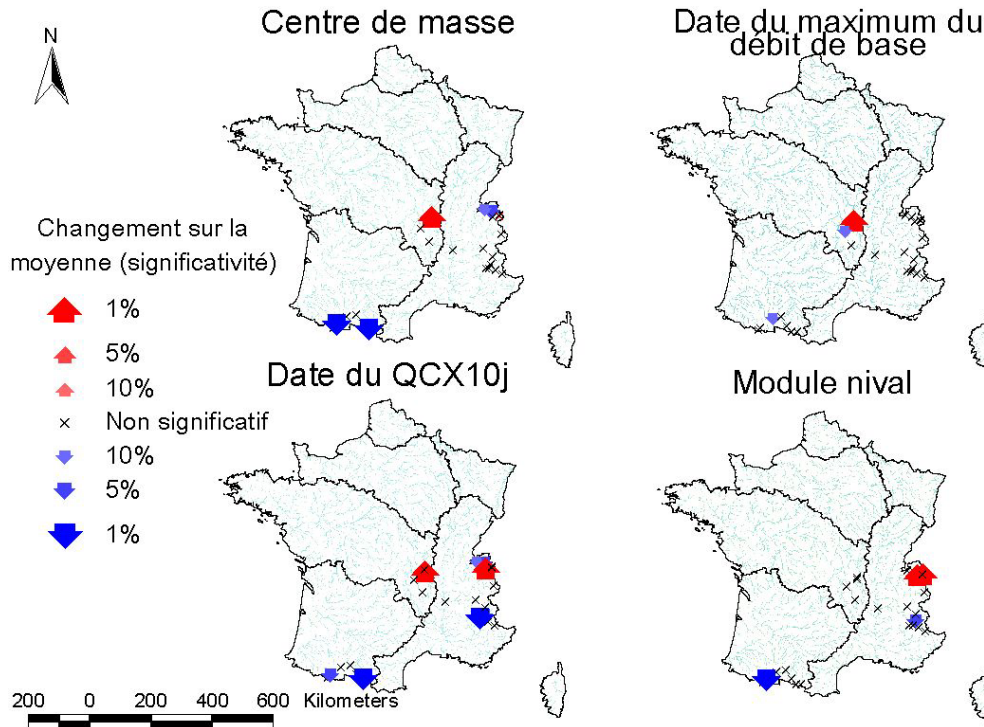 Centre de masse
Date du maximum du
débit de base
N
Changement sur la
moyenne (significativité)
1%
5%
10%
Non significatif
10%
5%
1%
Date du QCX10j
Module nival
200 0 200 400 600 Kilometers